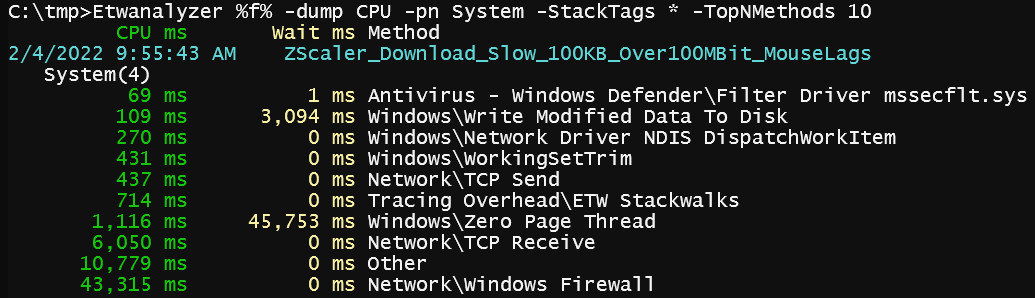 C:\tmp>Etwanalyzer %f% -dump CPU -pn System -StackTags * -TopNMethods 10
CPU ms Wait ms Method
2/4/2022 9:55:43 AM ZScaler_Download_Slow_100KB_Over100MBit_MouseLags
System(4)
69 ms 1 ms Antivirus - Windows Defender\Filter Driver mssecflt.sys
109 ms 3,094 ms Windows\Write Modified Data To Disk
270 ms 0 ms Windows\Network Driver NDIS DispatchWorkItem
431 ms 0 ms Windows\WorkingSetTrim
437 ms 0 ms Network\TCP Send
714 ms 0 ms Tracing Overhead\ETW Stackwalks
1,116 ms 45,753 ms Windows\Zero Page Thread
6,050 ms 0 ms Network\TCP Receive
10,779 ms 0 ms Other
43,315 ms 0 ms Network\Windows Firewall